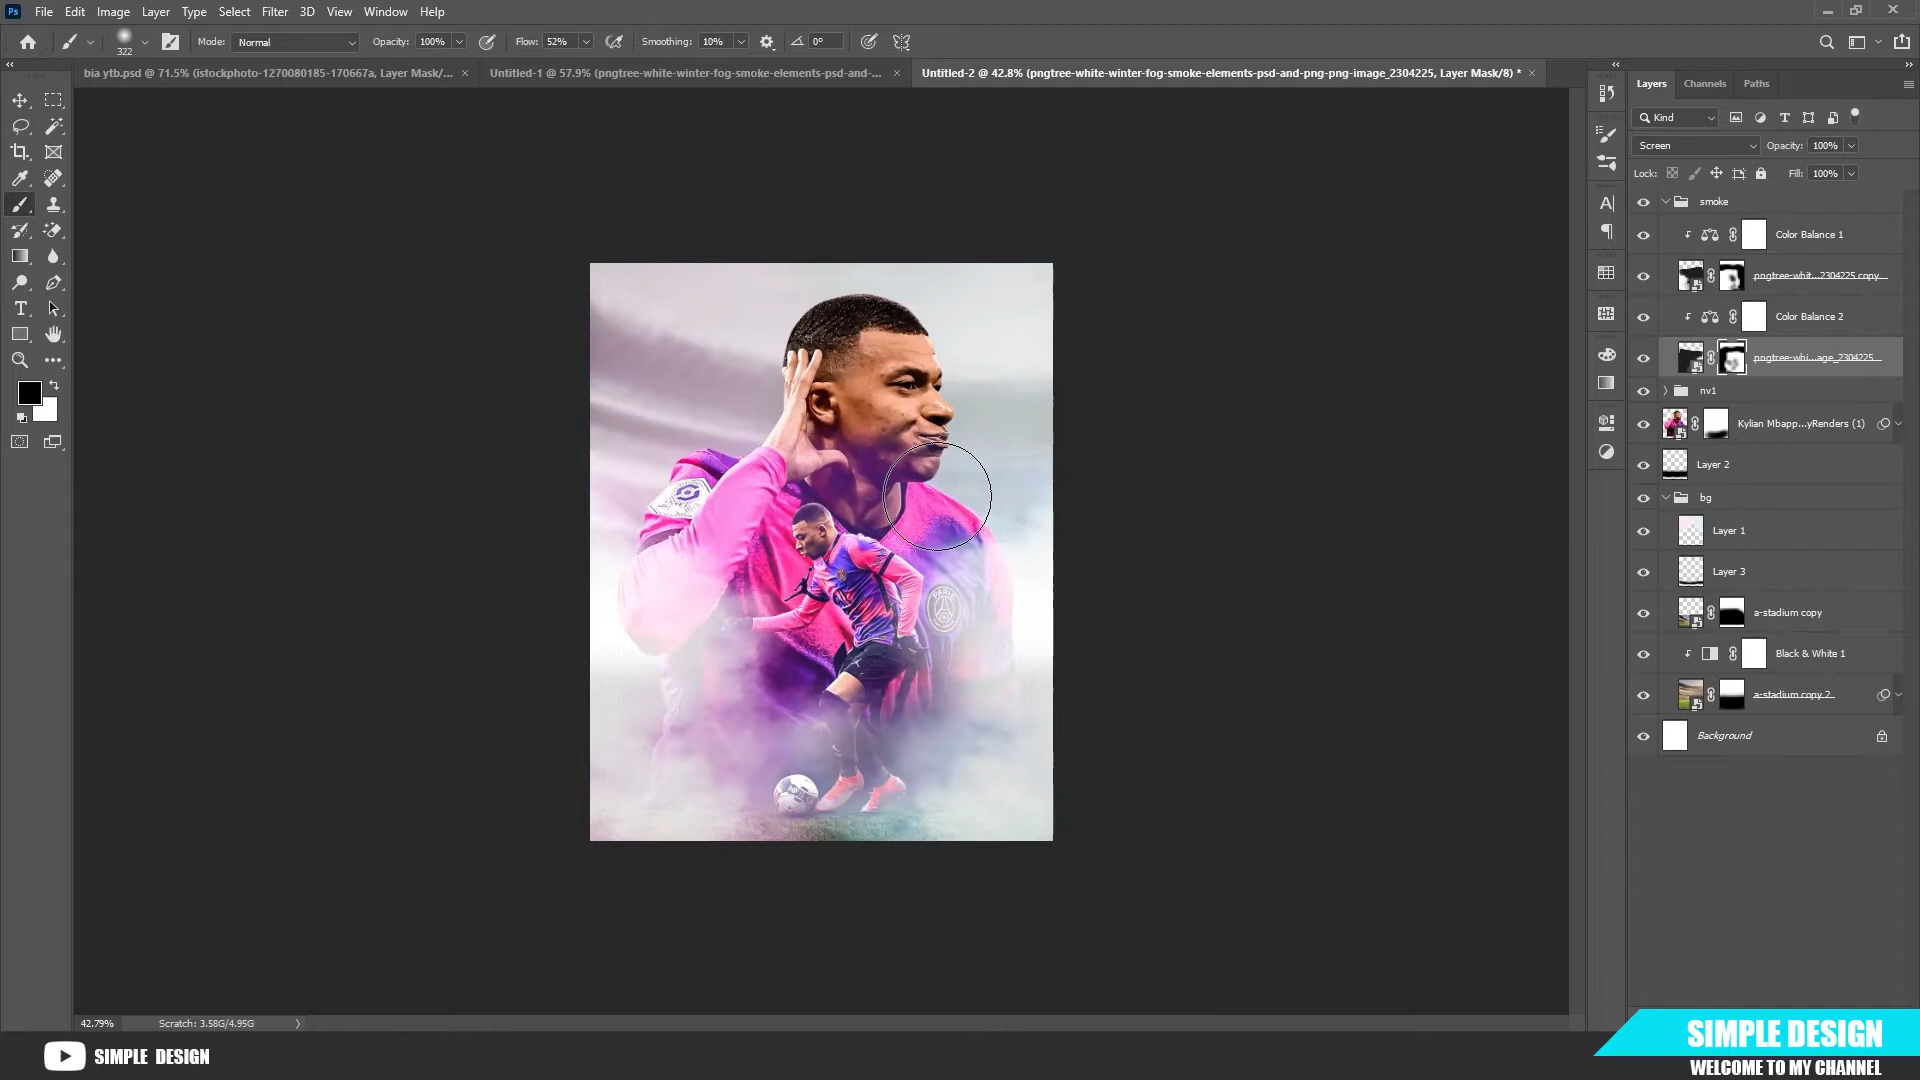 Ps File Edit Image Layer Type Select Filter 3D View Window Help
322 Mode: Normal Opacity: 100% Flow: 52% Smoothing: 10% 0°
bia ytb.psd @ 71.5% (istockphoto-1270080185-170667a, Layer Mask/... × Untitled-1 @ 57.9% (pngtree-white-winter-fog-smoke-elements-psd-and-... × Untitled-2 @ 42.8% (pngtree-white-winter-fog-smoke-elements-psd-and-png-png-image_2304225, Layer Mask/8) * ×
Layers Channels Paths
Kind
Screen Opacity: 100%
Lock: Fill: 100%
smoke
Color Balance 1
pngtree-whit...2304225 copy
Color Balance 2
pngtree-whi...age_2304225
nv1
Kylian Mbapp...yRenders (1)
Layer 2
bg
Layer 1
Layer 3
a-stadium copy
Black & White 1
a-stadium copy 2
Background
PARIS
42.79% Scratch: 3.58G/4.95G
SIMPLE DESIGN
SIMPLE DESIGN
WELCOME TO MY CHANNEL